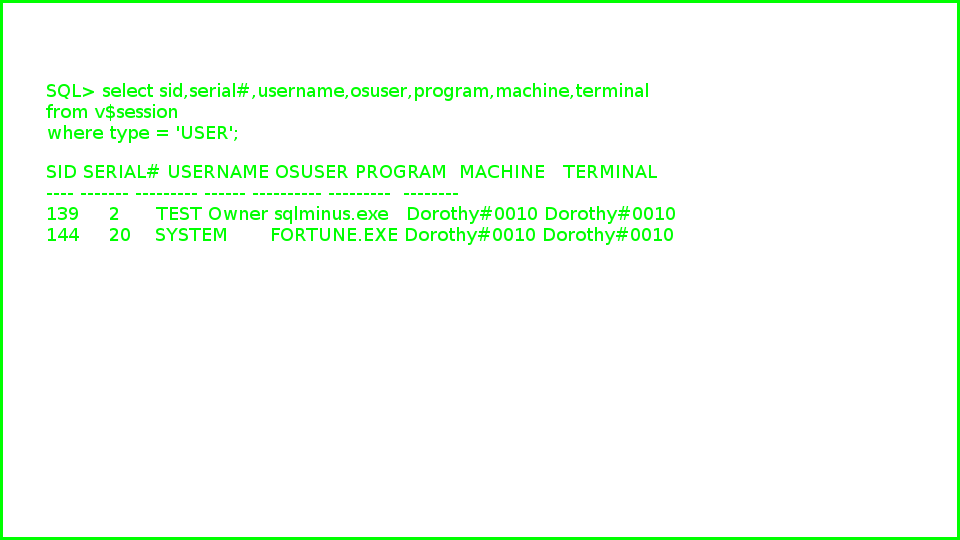 SQL> select sid,serial#,username,osuser,program,machine,terminal
from v$session
where type = 'USER';
SID SERIAL# USERNAME OSUSER PROGRAM  MACHINE   TERMINAL
---- ------- --------- ------ ---------- ---------  --------
139     2      TEST Owner sqlminus.exe   Dorothy#0010 Dorothy#0010
144     20    SYSTEM       FORTUNE.EXE Dorothy#0010 Dorothy#0010